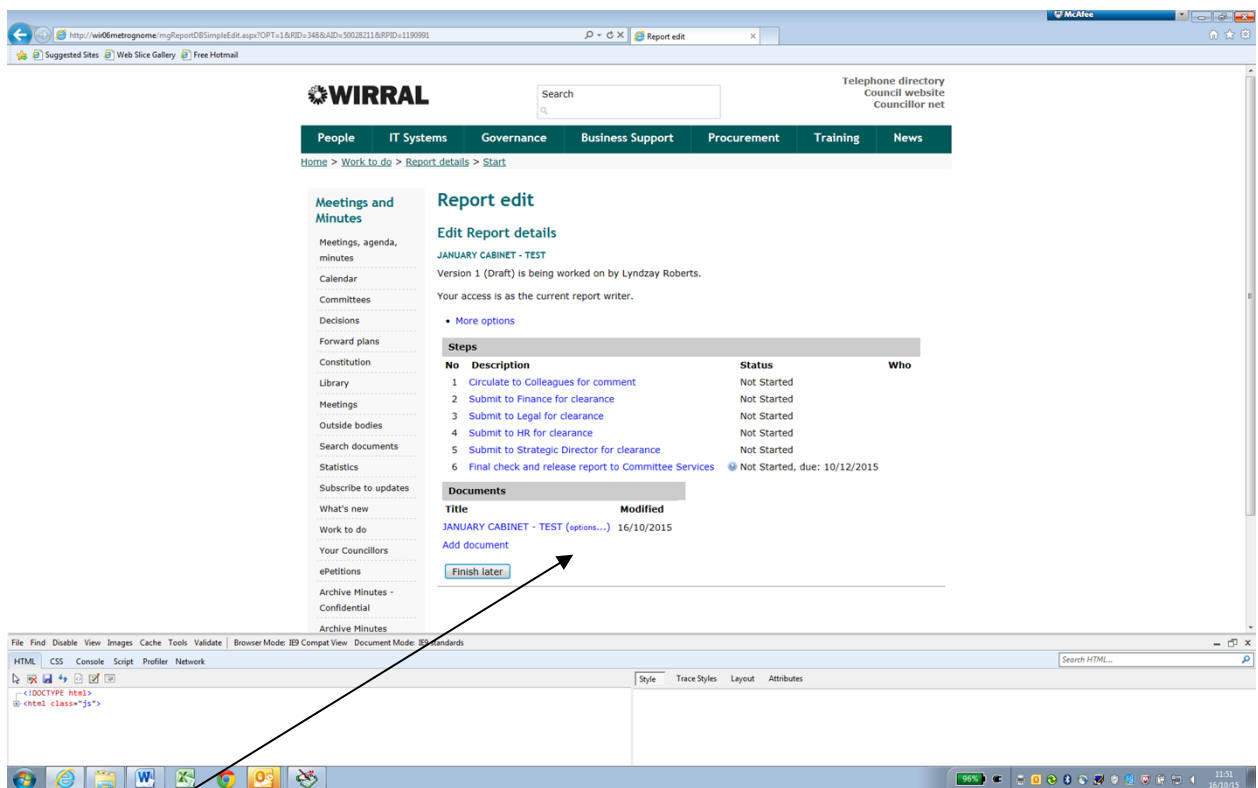 McAfee
http://wir06metrognome/mgReportDBSimpleEdit.aspx?OPT=1&RID=348&AID=50028211&RPID=1190991
Report edit
Suggested Sites Web Slice Gallery Free Hotmail
WIRRAL
Search
Telephone directory
Council website
Councillor net
People IT Systems Governance Business Support Procurement Training News
Home > Work to do > Report details > Start
Meetings and
Minutes
Meetings, agenda,
minutes
Calendar
Committees
Decisions
Forward plans
Constitution
Library
Meetings
Outside bodies
Search documents
Statistics
Subscribe to updates
What's new
Work to do
Your Councillors
ePetitions
Archive Minutes -
Confidential
Archive Minutes
Report edit
Edit Report details
JANUARY CABINET - TEST
Version 1 (Draft) is being worked on by Lyndzay Roberts.
Your access is as the current report writer.
• More options
Steps
No Description Status Who
1 Circulate to Colleagues for comment Not Started
2 Submit to Finance for clearance Not Started
3 Submit to Legal for clearance Not Started
4 Submit to HR for clearance Not Started
5 Submit to Strategic Director for clearance Not Started
6 Final check and release report to Committee Services Not Started, due: 10/12/2015
Documents
Title Modified
JANUARY CABINET - TEST (options...) 16/10/2015
Add document
Finish later
File Find Disable View Images Cache Tools Validate Browser Mode: IE9 Compat View Document Mode: IE9 standards
HTML CSS Console Script Profiler Network
Search HTML...
Style Trace Styles Layout Attributes
<!DOCTYPE html>
<html class="js">
96%
11:51
16/10/15